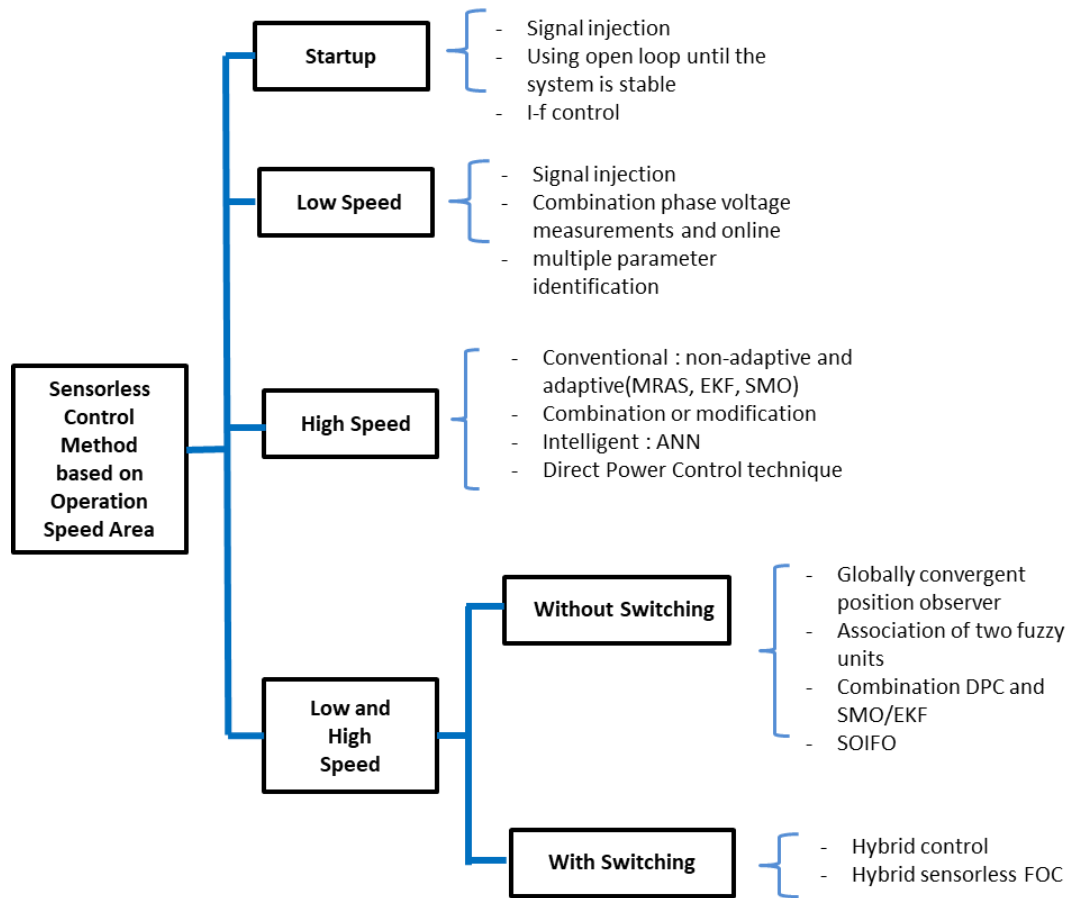 Sensorless
Control
Method
based on
Operation
Speed Area
Startup
- Signal injection
- Using open loop until the
system is stable
- I-f control
Low Speed
- Signal injection
- Combination phase voltage
measurements and online
- multiple parameter
identification
High Speed
- Conventional : non-adaptive and
adaptive(MRAS, EKF, SMO)
- Combination or modification
- Intelligent : ANN
- Direct Power Control technique
Low and
High
Speed
Without Switching
- Globally convergent
position observer
- Association of two fuzzy
units
- Combination DPC and
SMO/EKF
- SOIFO
With Switching
- Hybrid control
- Hybrid sensorless FOC